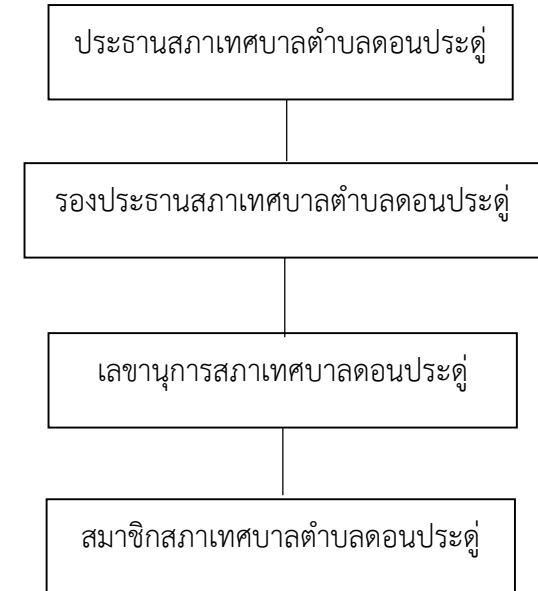 ประธานสภาเทศบาลตำบลดอนประดู่
รองประธานสภาเทศบาลตำบลดอนประดู่
เลขานุการสภาเทศบาลดอนประดู่
สมาชิกสภาเทศบาลตำบลดอนประดู่